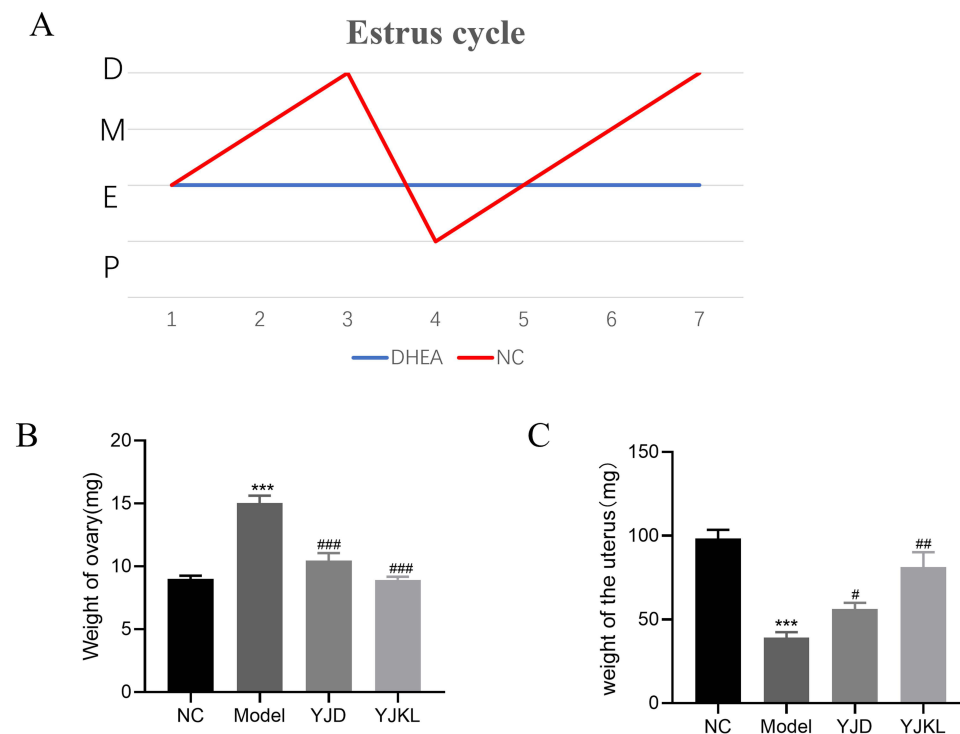 A
Estrus cycle
D
M
E
P
1 2 3 4 5 6 7
DHEA NC
B
Weight of ovary(mg)
20
15
10
5
0
***
###
###
NC Model YJD YJKL
C
weight of the uterus(mg)
150
100
50
0
***
#
##
NC Model YJD YJKL